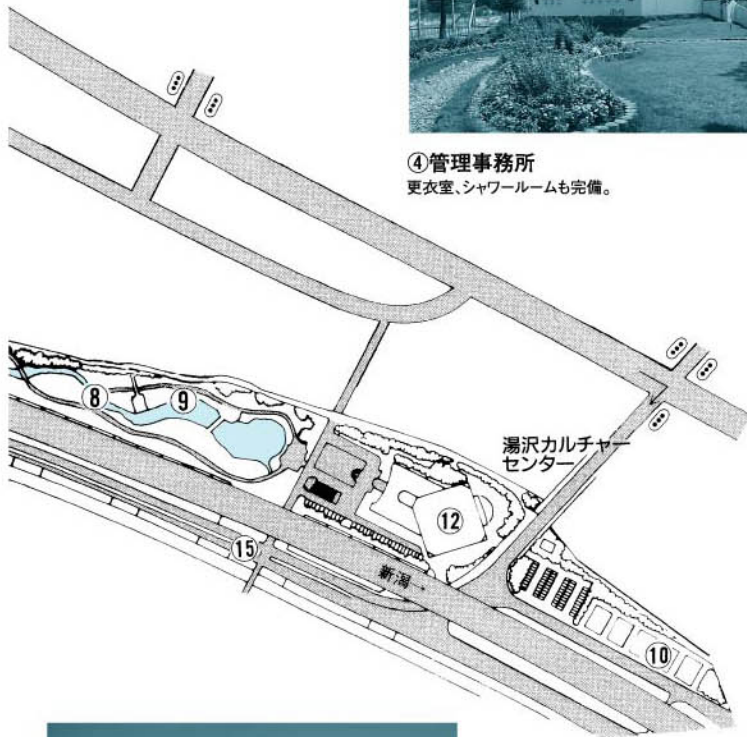 ④管理事務所
更衣室、シャワールームも完備。
湯沢カルチャー
センター
⑧
⑨
⑫
⑮
新潟→
⑩